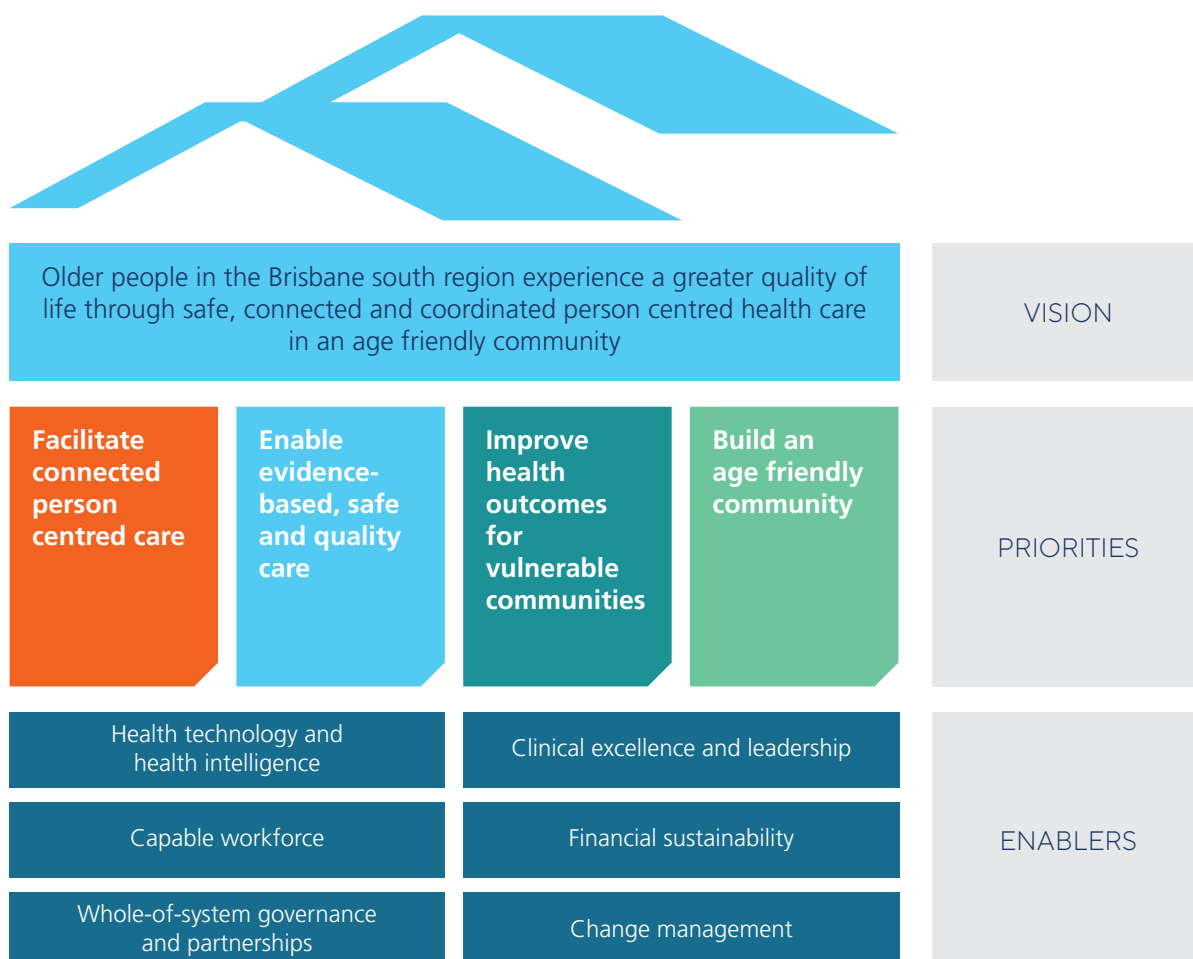 Older people in the Brisbane south region experience a greater quality of
life through safe, connected and coordinated person centred health care
in an age friendly community
VISION
Facilitate
connected
person
centred care
Enable
evidence-
based, safe
and quality
care
Improve
health
outcomes
for
vulnerable
communities
Build an
age friendly
community
PRIORITIES
Health technology and
health intelligence
Clinical excellence and leadership
Capable workforce
Financial sustainability
Whole-of-system governance
and partnerships
Change management
ENABLERS